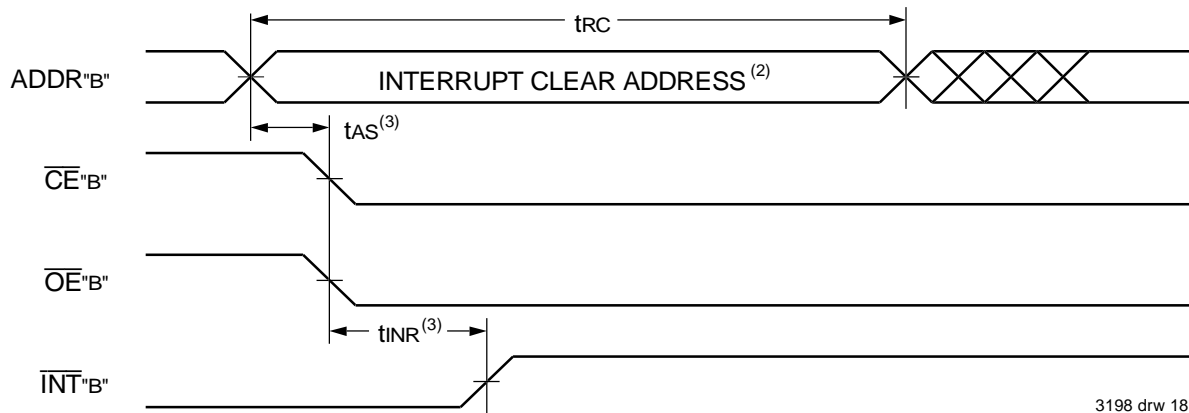 tRC
ADDR"B"
INTERRUPT CLEAR ADDRESS(2)
tAS(3)
CE"B"
OE"B"
tINR(3)
INT"B"
3198 drw 18